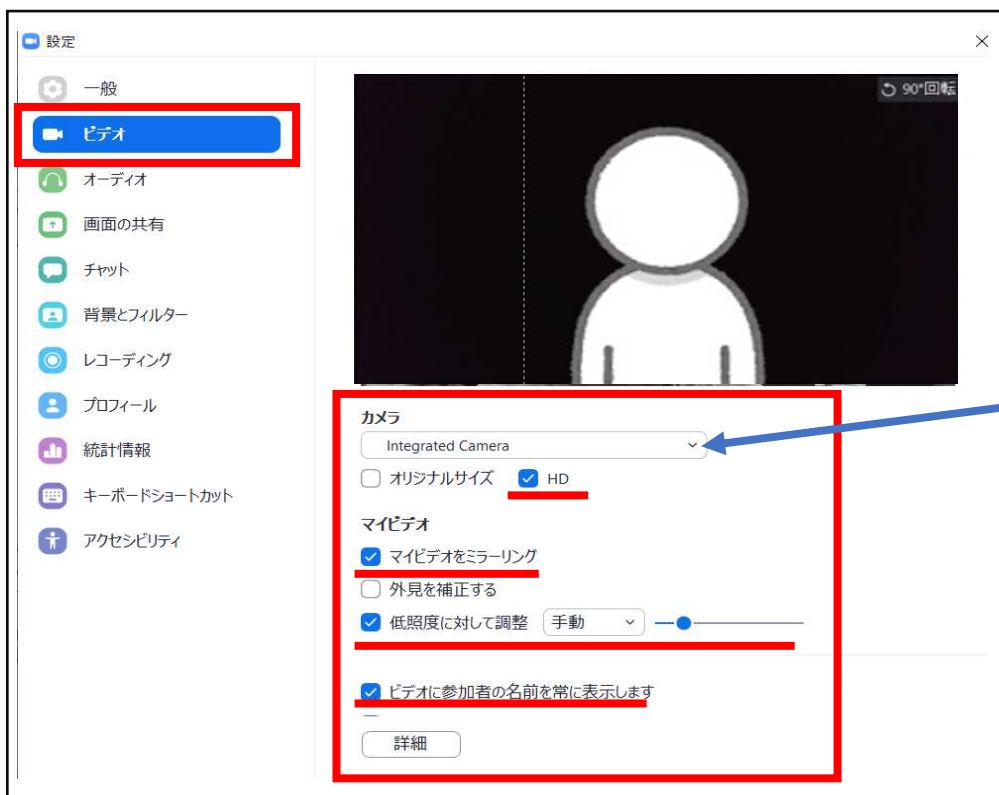 設定
一般
ビデオ
オーディオ
画面の共有
チャット
背景とフィルター
レコーディング
プロフィール
統計情報
キーボードショートカット
アクセシビリティ
90°回転
カメラ
Integrated Camera
オリジナルサイズ HD
マイビデオ
マイビデオをミラーリング
外見を補正する
低照度に対して調整 手動
ビデオに参加者の名前を常に表示します
詳細